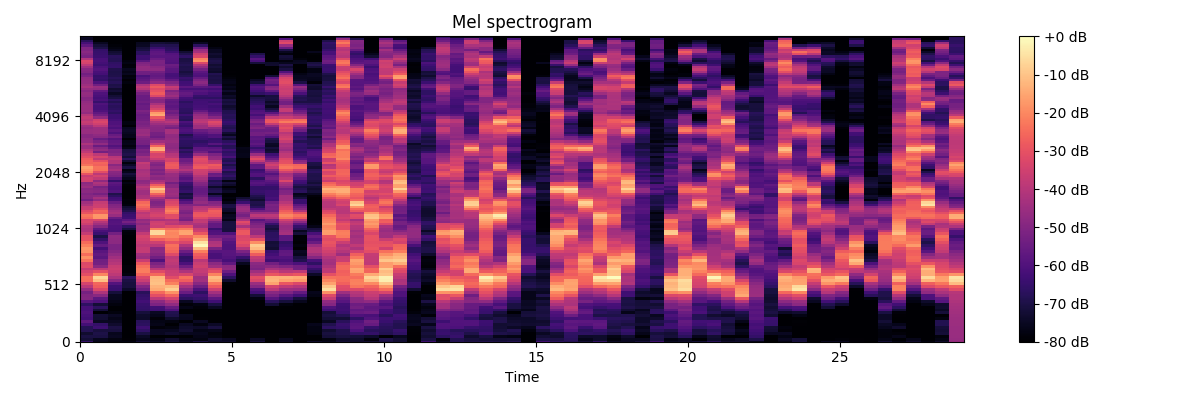 Mel spectrogram
+0 dB
8192
-10 dB
4096
-20 dB
-30 dB
2048
Hz
-40 dB
1024
-50 dB
-60 dB
512
-70 dB
0
-80 dB
0 5 10 15 20 25
Time